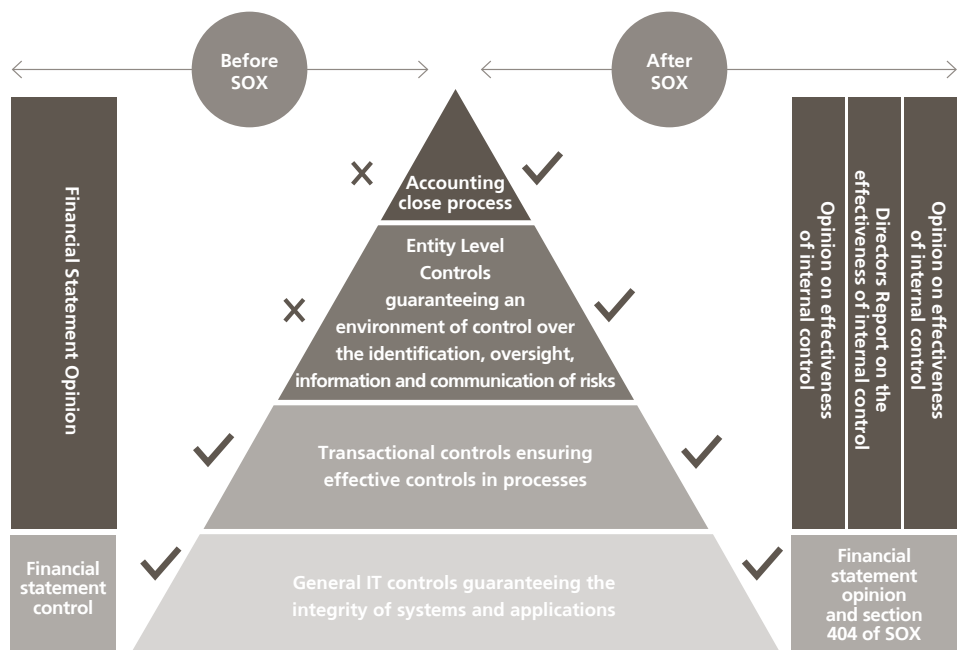 Before
SOX
After
SOX
Financial Statement Opinion
Financial
statement
control
Accounting
close process
Entity Level
Controls
guaranteeing an
environment of control over
the identification, oversight,
information and communication of risks
Transactional controls ensuring
effective controls in processes
General IT controls guaranteeing the
integrity of systems and applications
Opinion on effectiveness
of internal control
Directors Report on the
effectiveness of internal control
Opinion on effectiveness
of internal control
Financial
statement
opinion
and section
404 of SOX